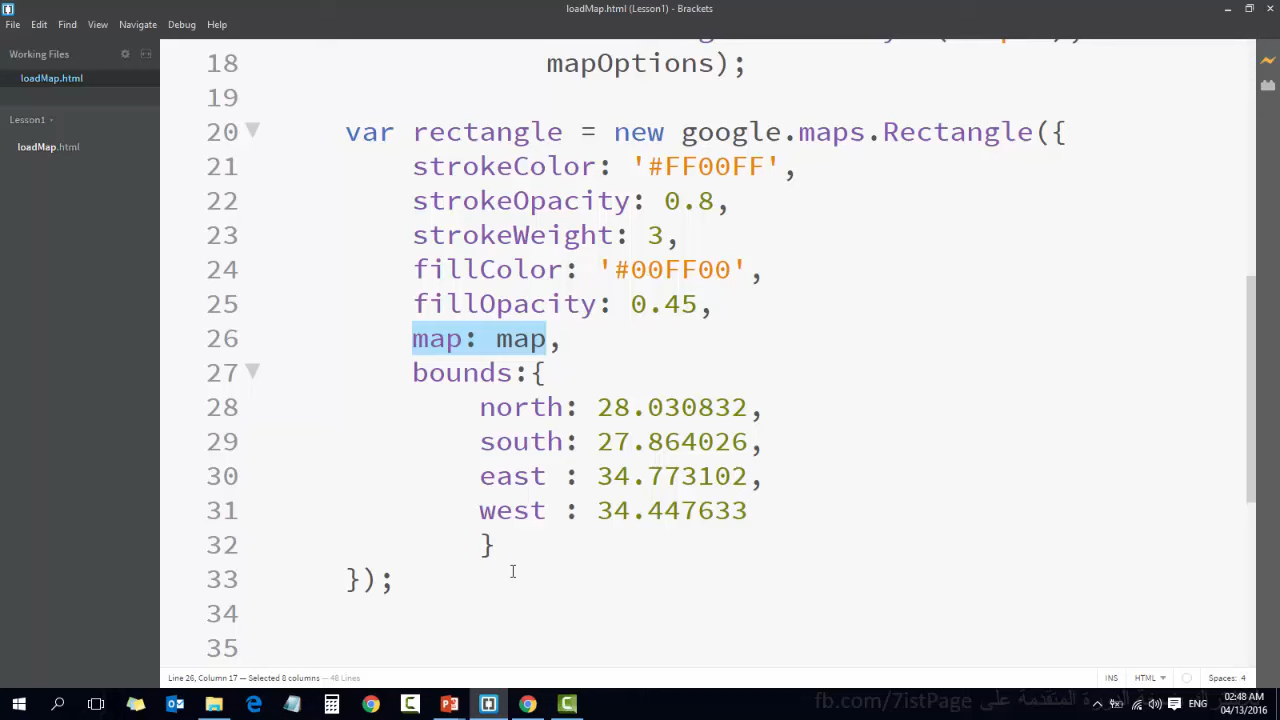 loadMap.html (Lesson1) - Brackets
File Edit Find View Navigate Debug Help
Working Files
loadMap.html
Lesson1
loadMap.html
18 mapOptions);
19
20 var rectangle = new google.maps.Rectangle({
21 strokeColor: '#FF00FF',
22 strokeOpacity: 0.8,
23 strokeWeight: 3,
24 fillColor: '#00FF00',
25 fillOpacity: 0.45,
26 map: map,
27 bounds:{
28 north: 28.030832,
29 south: 27.864026,
30 east : 34.773102,
31 west : 34.447633
32 }
33 });
34
35
Line 26, Column 17 — Selected 8 columns — 48 Lines
INS HTML Spaces: 4
fb.com/7istPage على
ENG
02:48 AM
04/13/2016